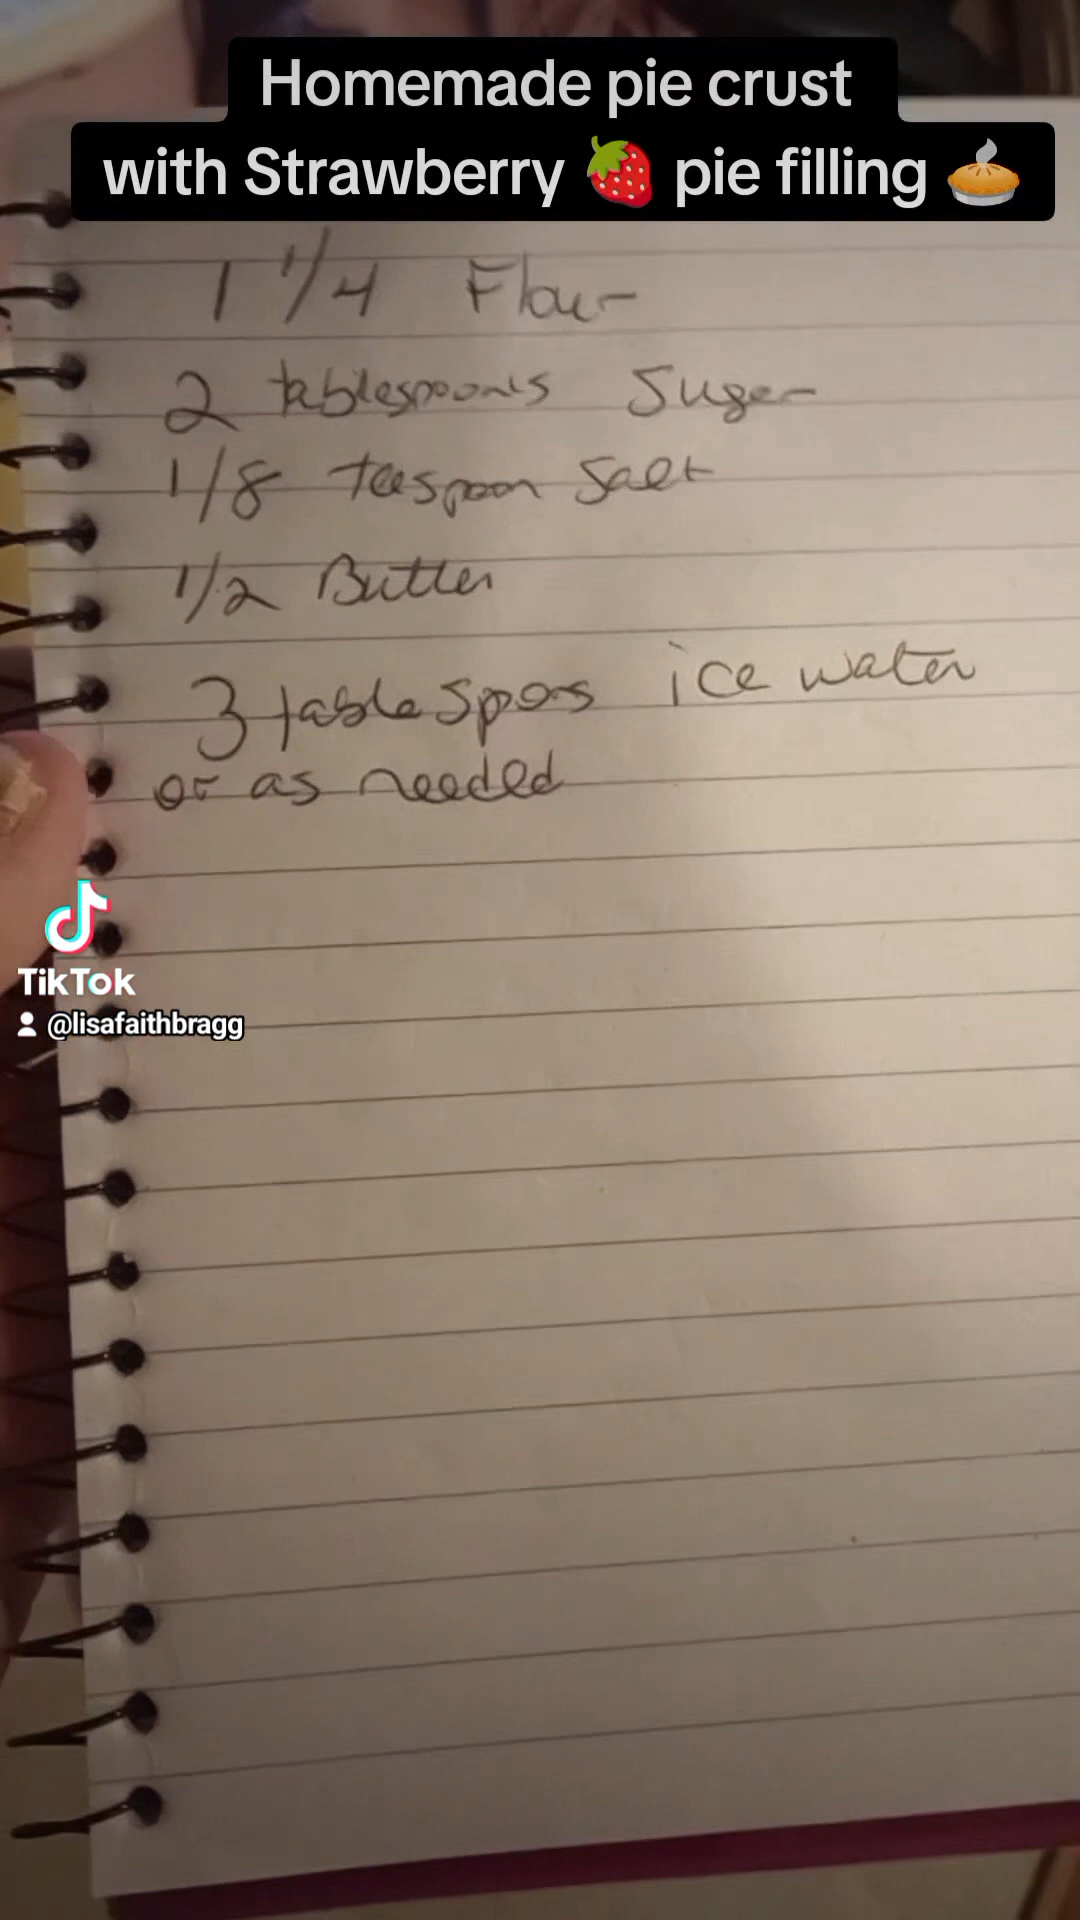 Homemade pie crust
with Strawberry 🍓 pie filling 🥧
1 1/4 Flour
2 tablespoons Suger
1/8 teaspoon Salt
1/2 Butter
3 tablespoons ice water
or as needed
TikTok
@lisafaithbragg